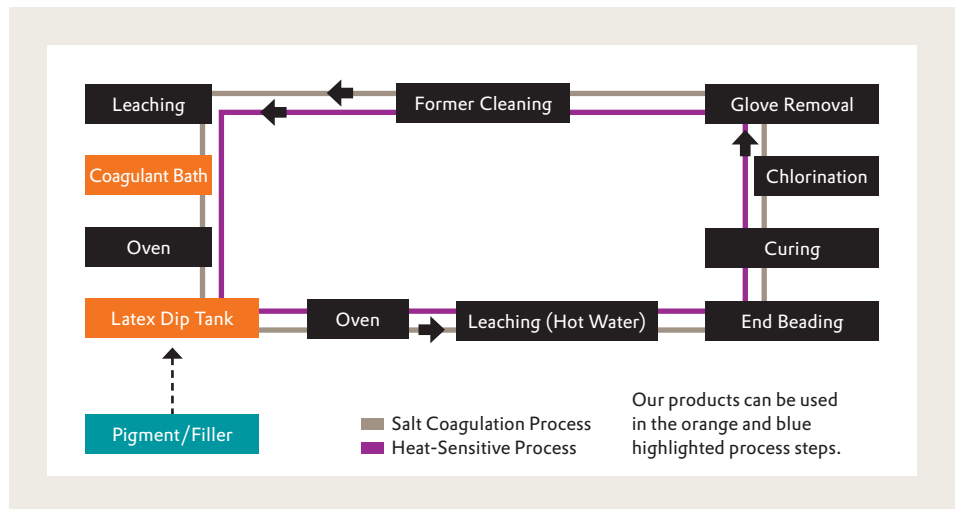 Leaching
Former Cleaning
Glove Removal
Coagulant Bath
Chlorination
Oven
Curing
Latex Dip Tank
Oven
Leaching (Hot Water)
End Beading
Pigment/Filler
Salt Coagulation Process
Heat-Sensitive Process
Our products can be used
in the orange and blue
highlighted process steps.